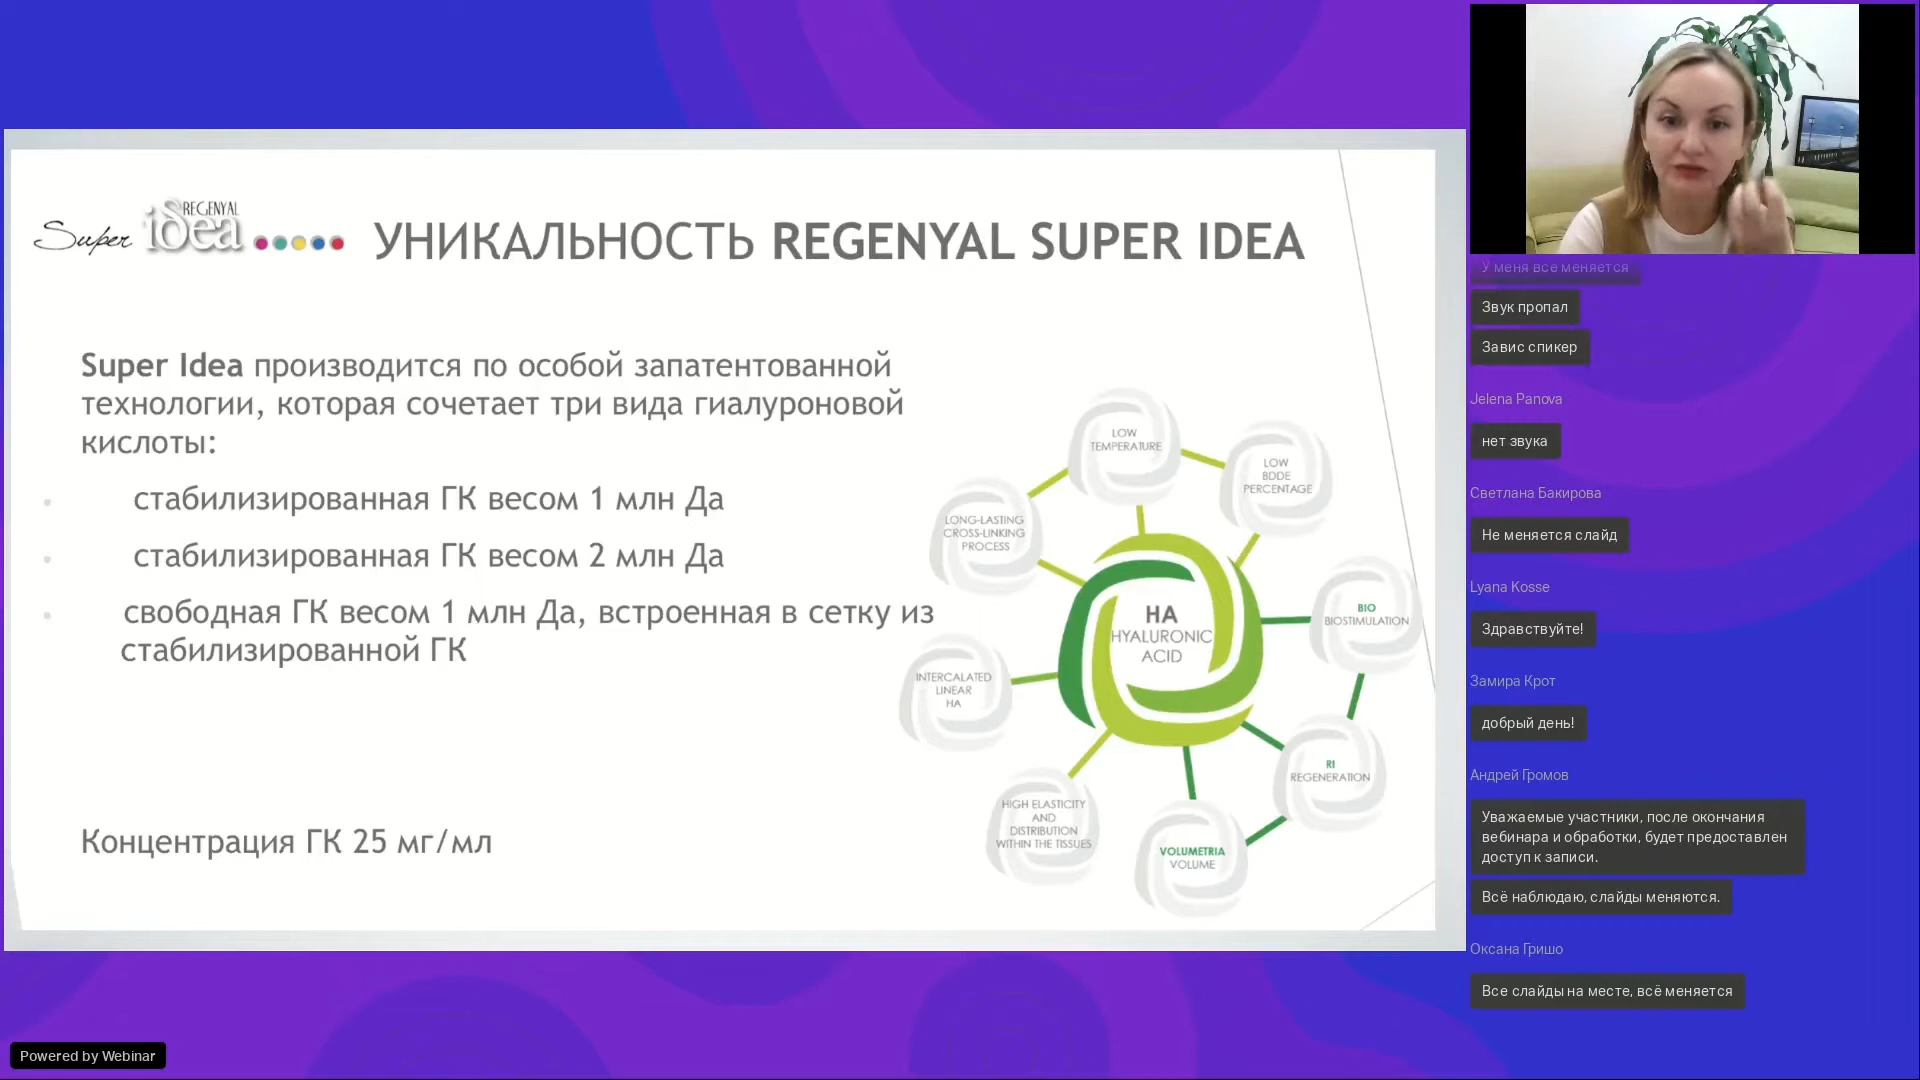 Super
REGENYAL
idea
УНИКАЛЬНОСТЬ REGENYAL SUPER IDEA
Super Idea производится по особой запатентованной
технологии, которая сочетает три вида гиалуроновой
кислоты:
стабилизированная ГК весом 1 млн Да
стабилизированная ГК весом 2 млн Да
свободная ГК весом 1 млн Да, встроенная в сетку из
стабилизированной ГК
Концентрация ГК 25 мг/мл
LOW
TEMPERATURE
LOW
BDDE
PERCENTAGE
LONG-LASTING
CROSS-LINKING
PROCESS
HA
HYALURONIC
ACID
BIO
BIOSTIMULATION
INTERCALATED
LINEAR
HA
RI
REGENERATION
HIGH ELASTICITY
AND
DISTRIBUTION
WITHIN THE TISSUES
VOLUMETRIA
VOLUME
У меня все меняется
Звук пропал
Завис спикер
Jelena Panova
нет звука
Светлана Бакирова
Не меняется слайд
Lyana Kosse
Здравствуйте!
Замира Крот
добрый день!
Андрей Громов
Уважаемые участники, после окончания
вебинара и обработки, будет предоставлен
доступ к записи.
Всё наблюдаю, слайды меняются.
Оксана Гришо
Все слайды на месте, всё меняется
Powered by Webinar